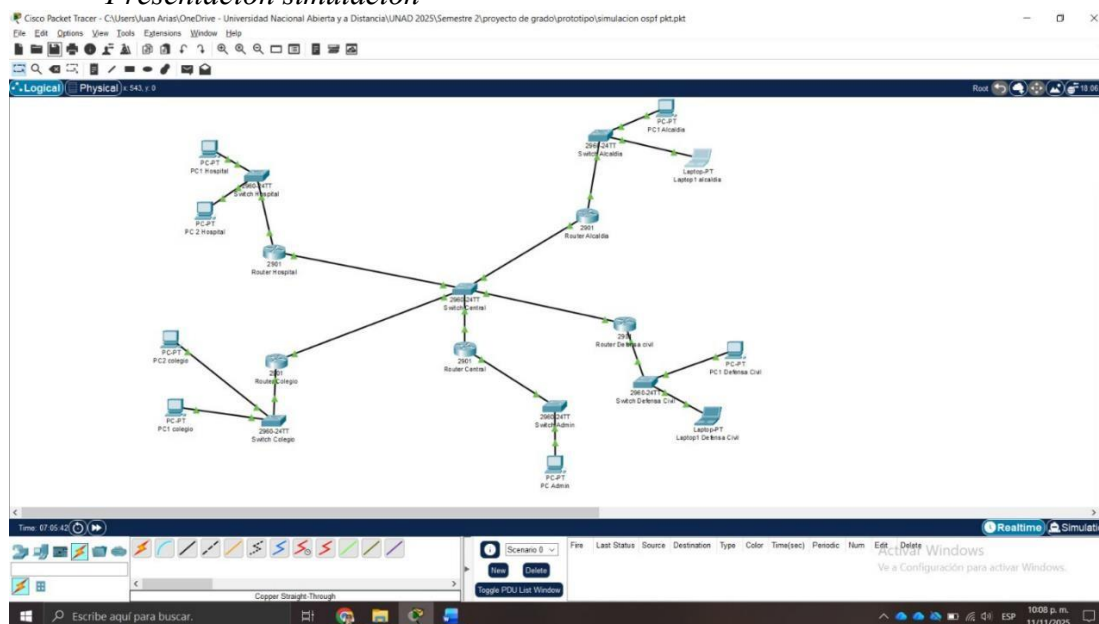 Presentación simulación
Cisco Packet Tracer - C:\Users\Juan Arias\OneDrive - Universidad Nacional Abierta y a Distancia\UNAD 2025\Semestre 2\proyecto de grado\prototipo\simulacion ospf pkt.pkt
File Edit Options View Tools Extensions Window Help
Logical Physical x: 543, y: 0
Root 18:06
PC-PT
PC1 Alcaldia
2960-24TT
Switch Alcaldia
Laptop-PT
Laptop1 alcaldia
PC-PT
PC1 Hospital
2960-24TT
Switch Hospital
PC-PT
PC 2 Hospital
2901
Router Alcaldia
2901
Router Hospital
2960-24TT
Switch Central
2901
Router Defensa civil
PC-PT
PC2 colegio
2901
Router Colegio
2901
Router Central
PC-PT
PC1 Defensa Civil
2960-24TT
Switch Defensa Civil
PC-PT
PC1 colegio
2960-24TT
Switch Colegio
2960-24TT
Switch Admin
Laptop-PT
Laptop1 Defensa Civil
PC-PT
PC Admin
Time: 07:05:42
Realtime Simulati
Scenario 0
Fire Last Status Source Destination Type Color Time(sec) Periodic Num Edit Delete
New Delete
Toggle PDU List Window
Activar Windows
Ve a Configuración para activar Windows.
Copper Straight-Through
Escribe aquí para buscar.
ESP
10:08 p. m.
11/11/2025